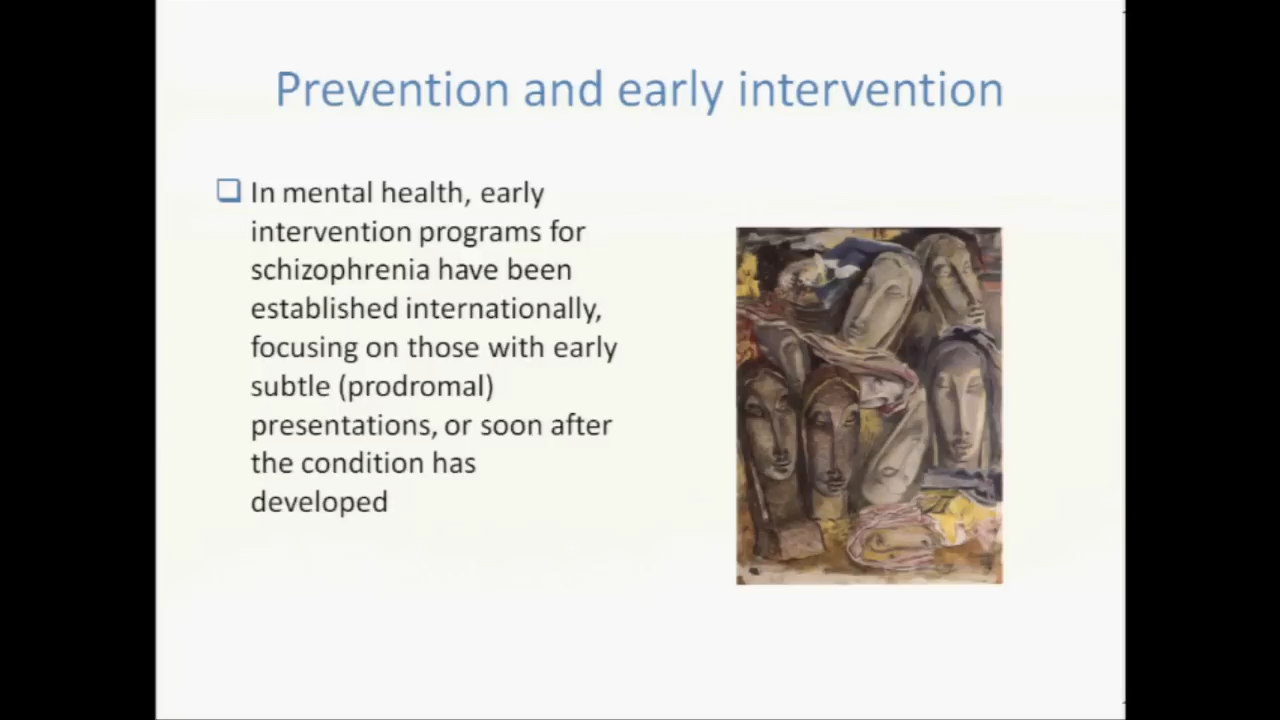 Prevention and early intervention
In mental health, early
intervention programs for
schizophrenia have been
established internationally,
focusing on those with early
subtle (prodromal)
presentations, or soon after
the condition has
developed